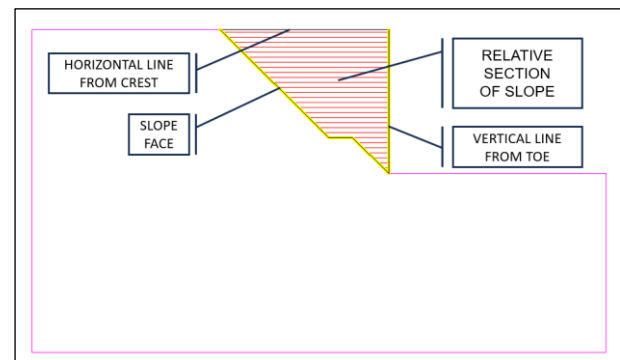 HORIZONTAL LINE
FROM CREST
RELATIVE
SECTION
OF SLOPE
SLOPE
FACE
VERTICAL LINE
FROM TOE